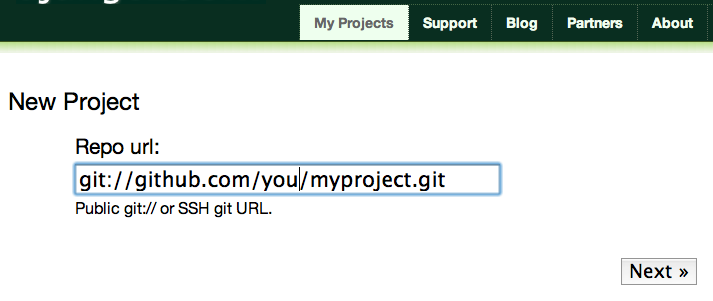 My Projects Support Blog Partners About
New Project
Repo url:
git://github.com/you/myproject.git
Public git:// or SSH git URL.
Next »